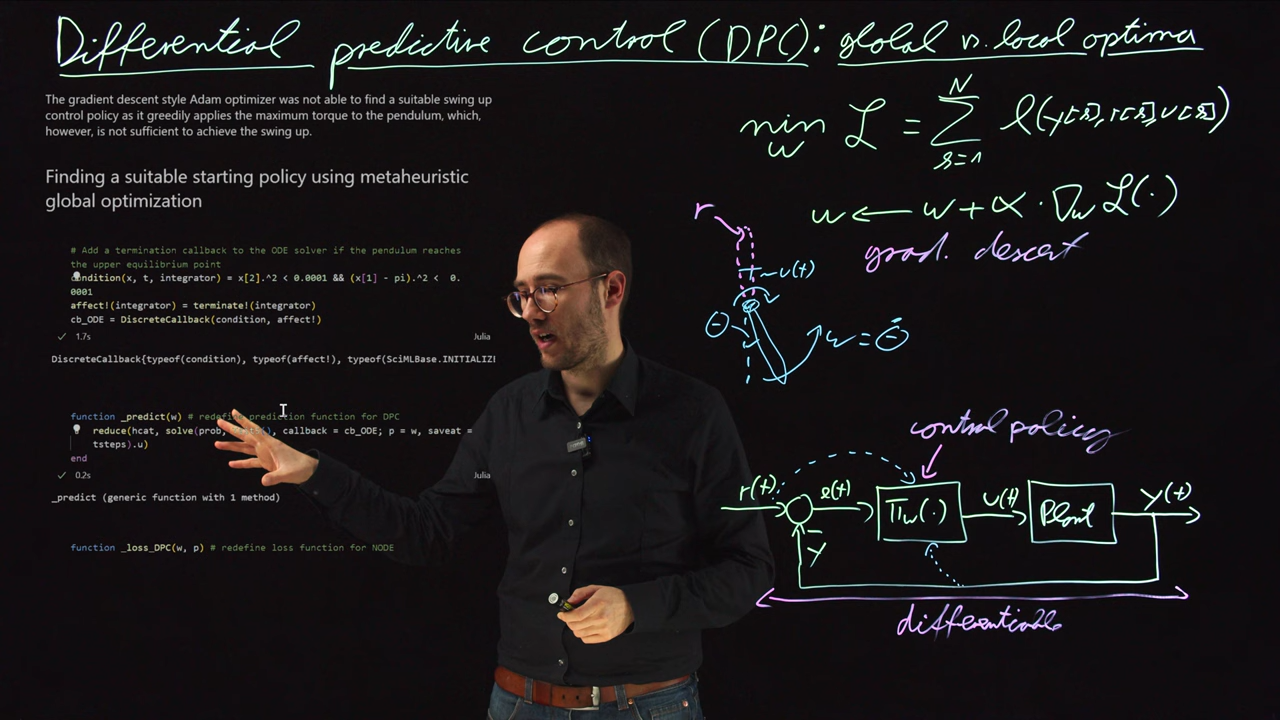 Differential predictive control (DPC): global vs. local optima
The gradient descent style Adam optimizer was not able to find a suitable swing up
control policy as it greedily applies the maximum torque to the pendulum, which,
however, is not sufficient to achieve the swing up.
Finding a suitable starting policy using metaheuristic
global optimization
# Add a termination callback to the ODE solver if the pendulum reaches
the upper equilibrium point
condition(x, t, integrator) = x[2].^2 < 0.0001 && (x[1] - pi).^2 < 0.
0001
affect!(integrator) = terminate!(integrator)
cb_ODE = DiscreteCallback(condition, affect!)
✓ 1.7s Julia
DiscreteCallback{typeof(condition), typeof(affect!), typeof(SciMLBase.INITIALIZ
function _predict(w) # redefine prediction function for DPC
reduce(hcat, solve(prob, callback = cb_ODE; p = w, saveat =
tsteps).u)
end
✓ 0.2s Julia
_predict (generic function with 1 method)
function _loss_DPC(w, p) # redefine loss function for NODE
min ℒ = Σ l(y[k], r[k], u[k])
w
N
k=1
w ← w + α · ∇w ℒ(·)
grad. descent
r
~u(t)
Θ
ω = Θ̇
control policy
r(t) e(t) πw(·) u(t) Plant y(t)
− y
differentiable